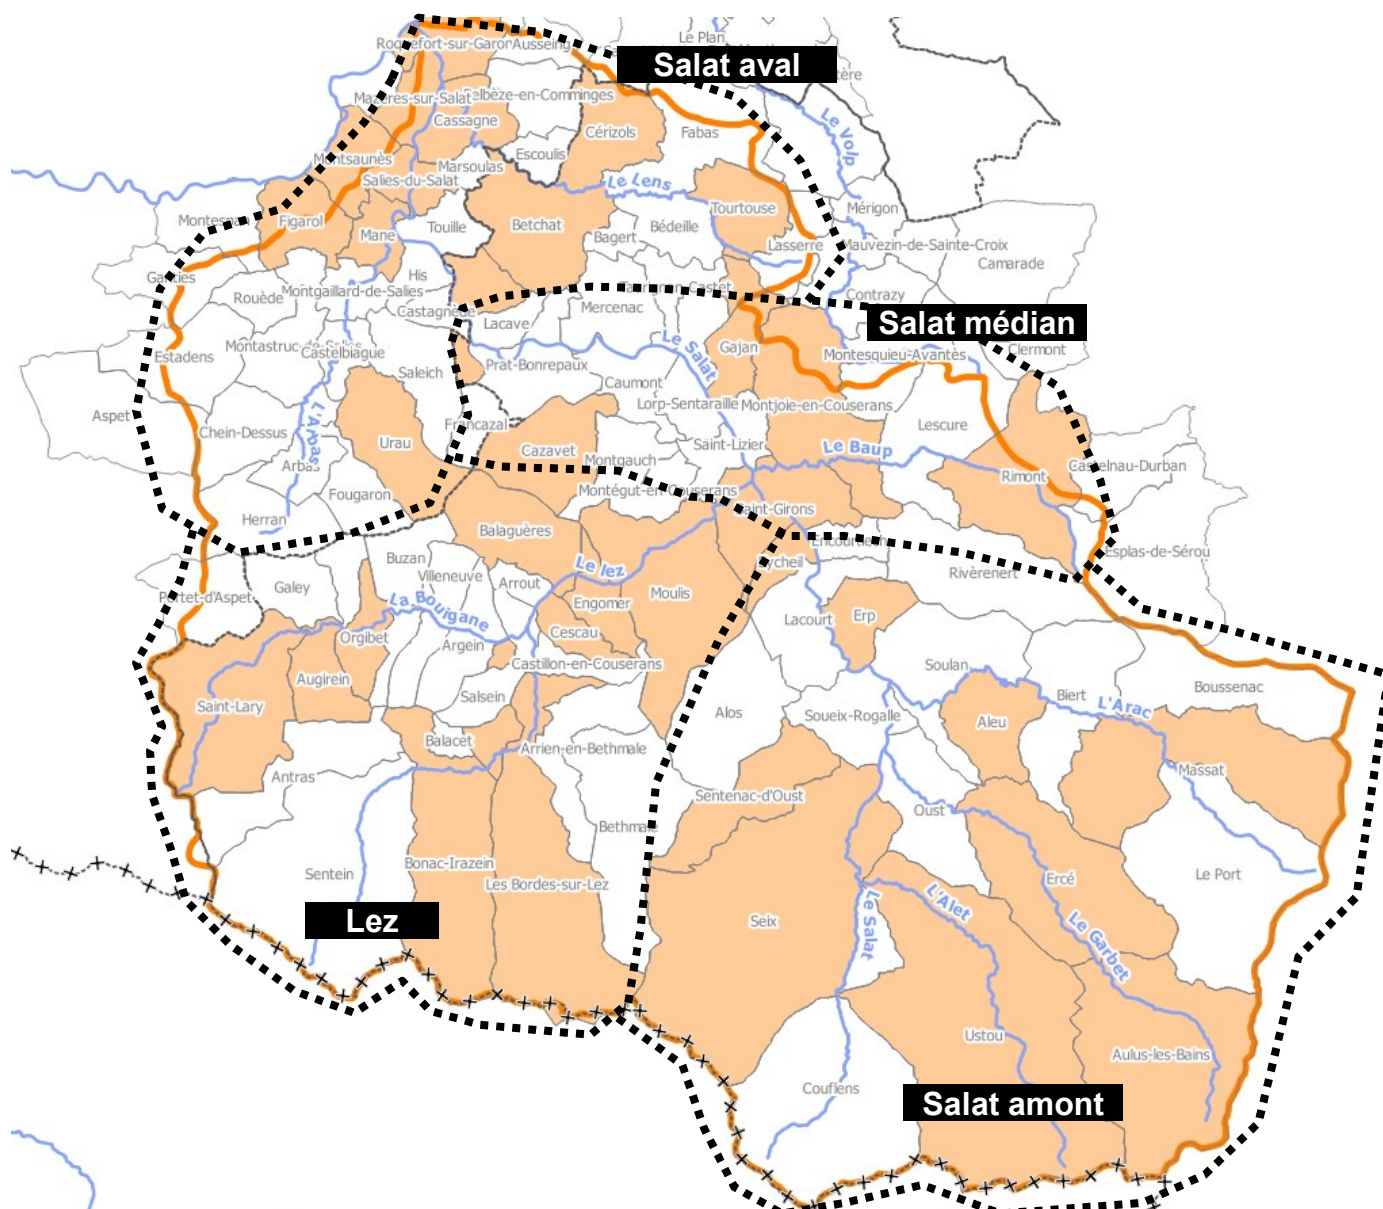 Le Plan
Roquefort-sur-Garon
Ausseing
Salat aval
Mazères-sur-Salat
Belbèze-en-Comminges
Cassagne
Cérizols
Fabas
Le Volp
Escoulis
Montsaunès
Marsoulas
Salies-du-Salat
Le Lens
Tourtouse
Mérigon
Montespan
Figarol
Mane
Touille
Betchat
Bagert
Bédeille
Lasserre
Mauvezin-de-Sainte-Croix
Camarade
Ganties
His
Rouède
Montgaillard-de-Salies
Castagnède
Contrazy
Lacave
Mercenac
Salat médian
Estadens
Montastruc-de-Salies
Castelbiague
Saleich
Prat-Bonrepaux
Le Salat
Gajan
Montesquieu-Avantès
Clermont
Caumont
Aspet
L'Arbas
Lorp-Sentaraille
Montjoie-en-Couserans
Chein-Dessus
Urau
Francazal
Cazavet
Saint-Lizier
Lescure
Le Baup
Arbas
Montgauch
Rimont
Castelnau-Durban
Fougaron
Montégut-en-Couserans
Herran
Balaguères
Saint-Girons
Encourtiech
Esplas-de-Sérou
Buzan
Eycheil
Rivèrenert
Portet-d'Aspet
Galey
Villeneuve
Arrout
Le lez
Moulis
La Bouigane
Engomer
Lacourt
Erp
Orgibet
Argein
Cescau
Augirein
Castillon-en-Couserans
Soulan
Saint-Lary
Salsein
Biert
Boussenac
L'Arac
Alos
Soueix-Rogalle
Aleu
Balacet
Arrien-en-Bethmale
Antras
Massat
Sentenac-d'Oust
Oust
Bethmale
Sentein
Bonac-Irazein
Les Bordes-sur-Lez
Ercé
Le Port
L'Alet
Lez
Seix
Le Salat
Le Garbet
Ustou
Aulus-les-Bains
Couflens
Salat amont